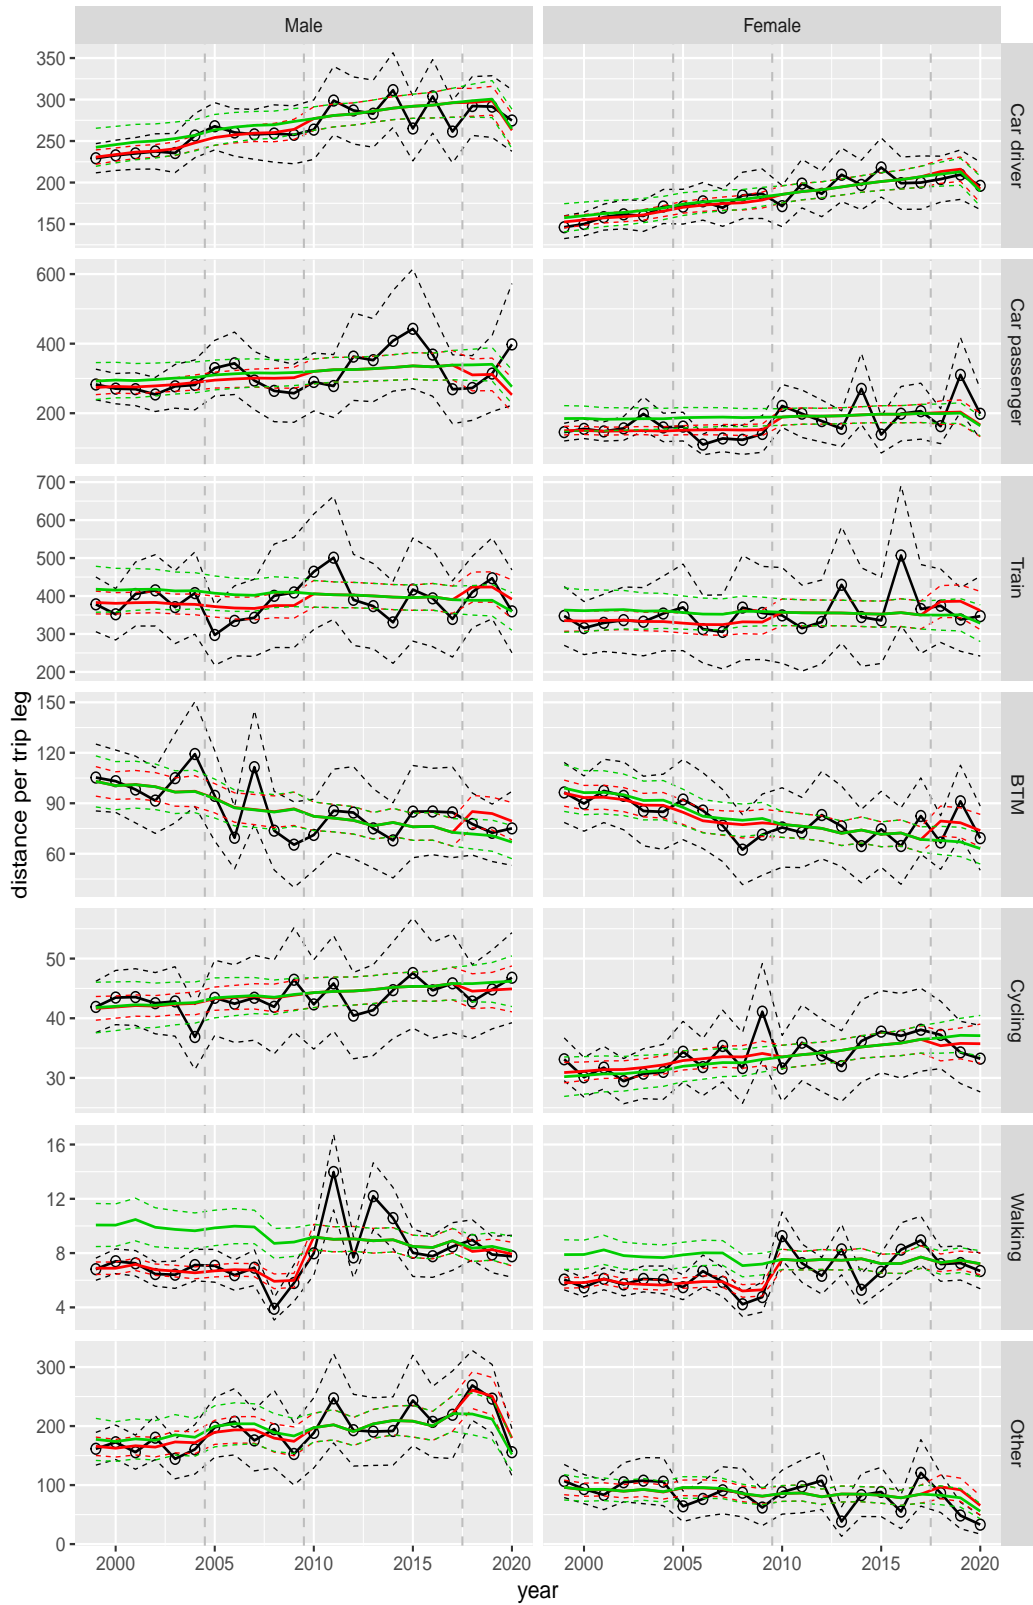 Male Female
350
300
250
200
150
Car driver
600
400
200
Car passenger
700
600
500
400
300
200
Train
150
120
90
60
BTM
50
40
30
Cycling
16
12
8
4
Walking
300
200
100
0
Other
distance per trip leg
2000 2005 2010 2015 2020 2000 2005 2010 2015 2020
year